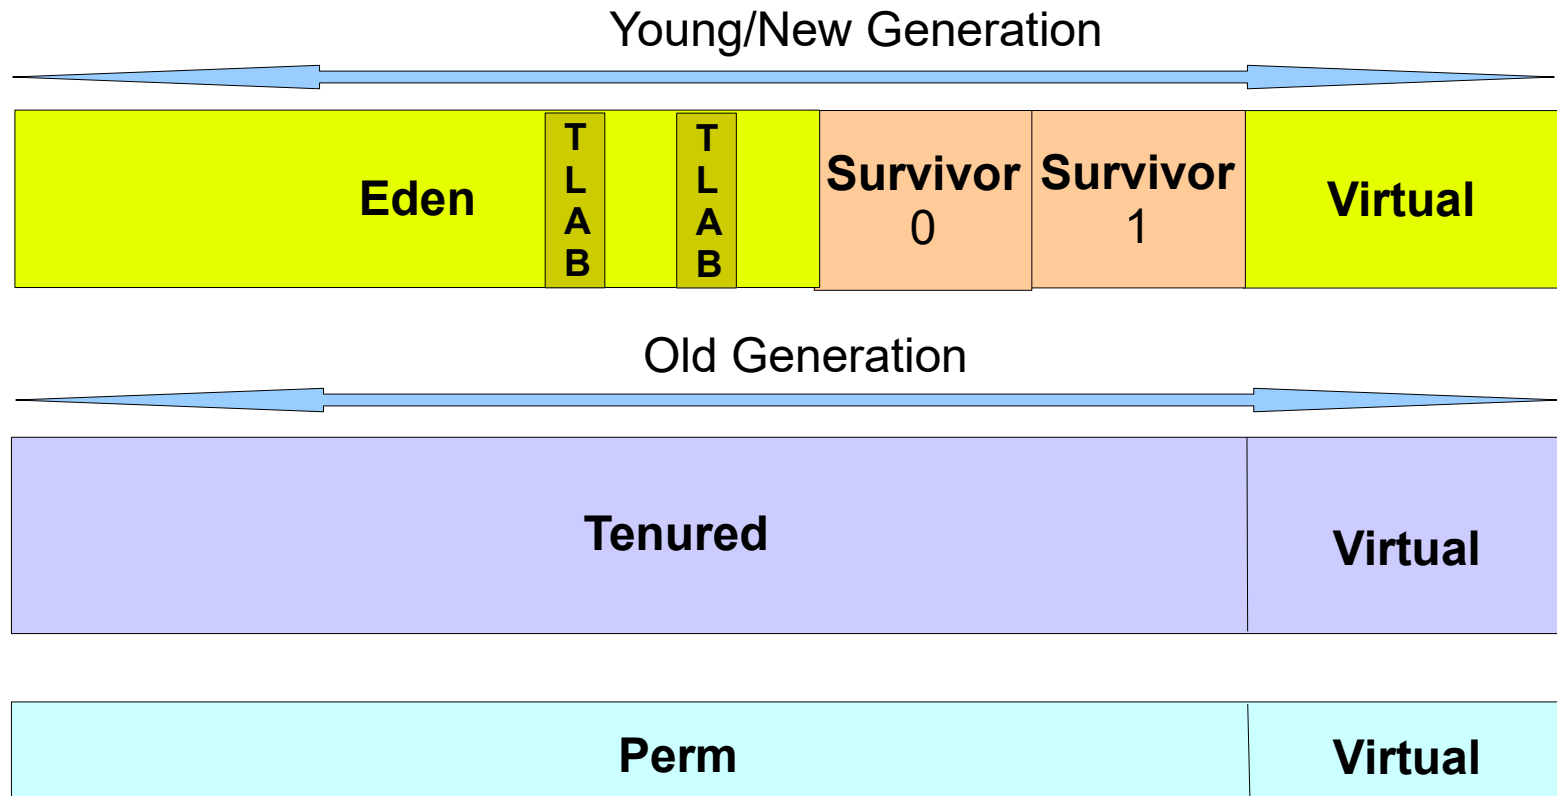 Young/New Generation
Eden
T
L
A
B
T
L
A
B
Survivor
0
Survivor
1
Virtual
Old Generation
Tenured
Virtual
Perm
Virtual